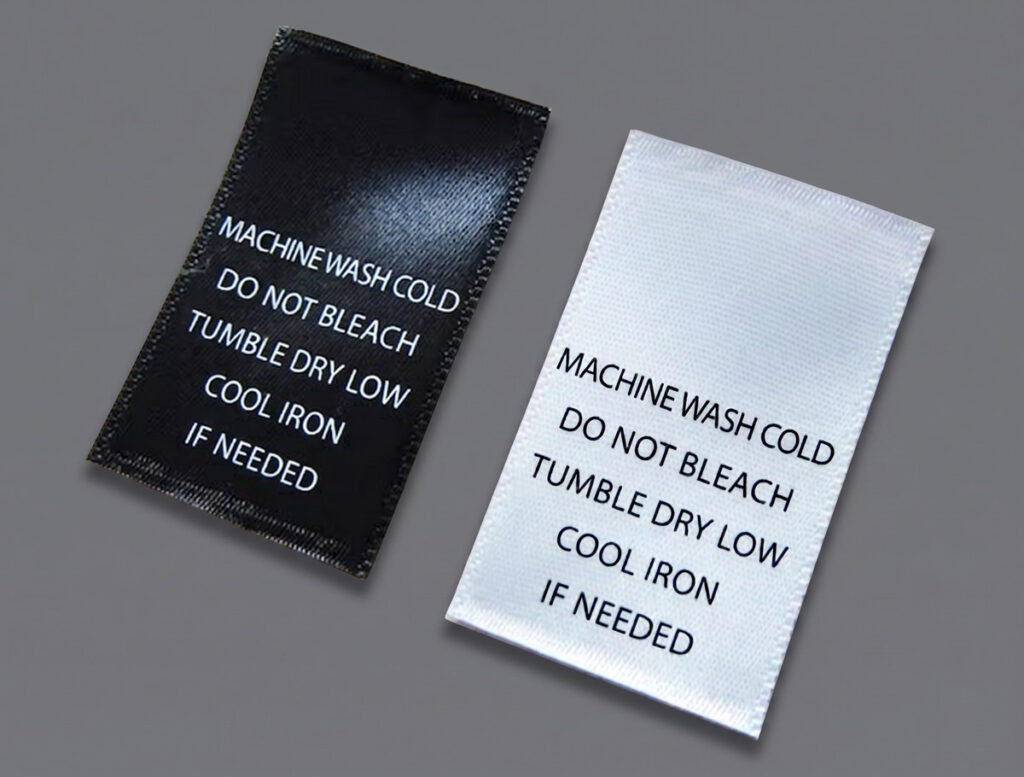 MACHINE WASH COLD
DO NOT BLEACH
TUMBLE DRY LOW
COOL IRON
IF NEEDED
MACHINE WASH COLD
DO NOT BLEACH
TUMBLE DRY LOW
COOL IRON
IF NEEDED